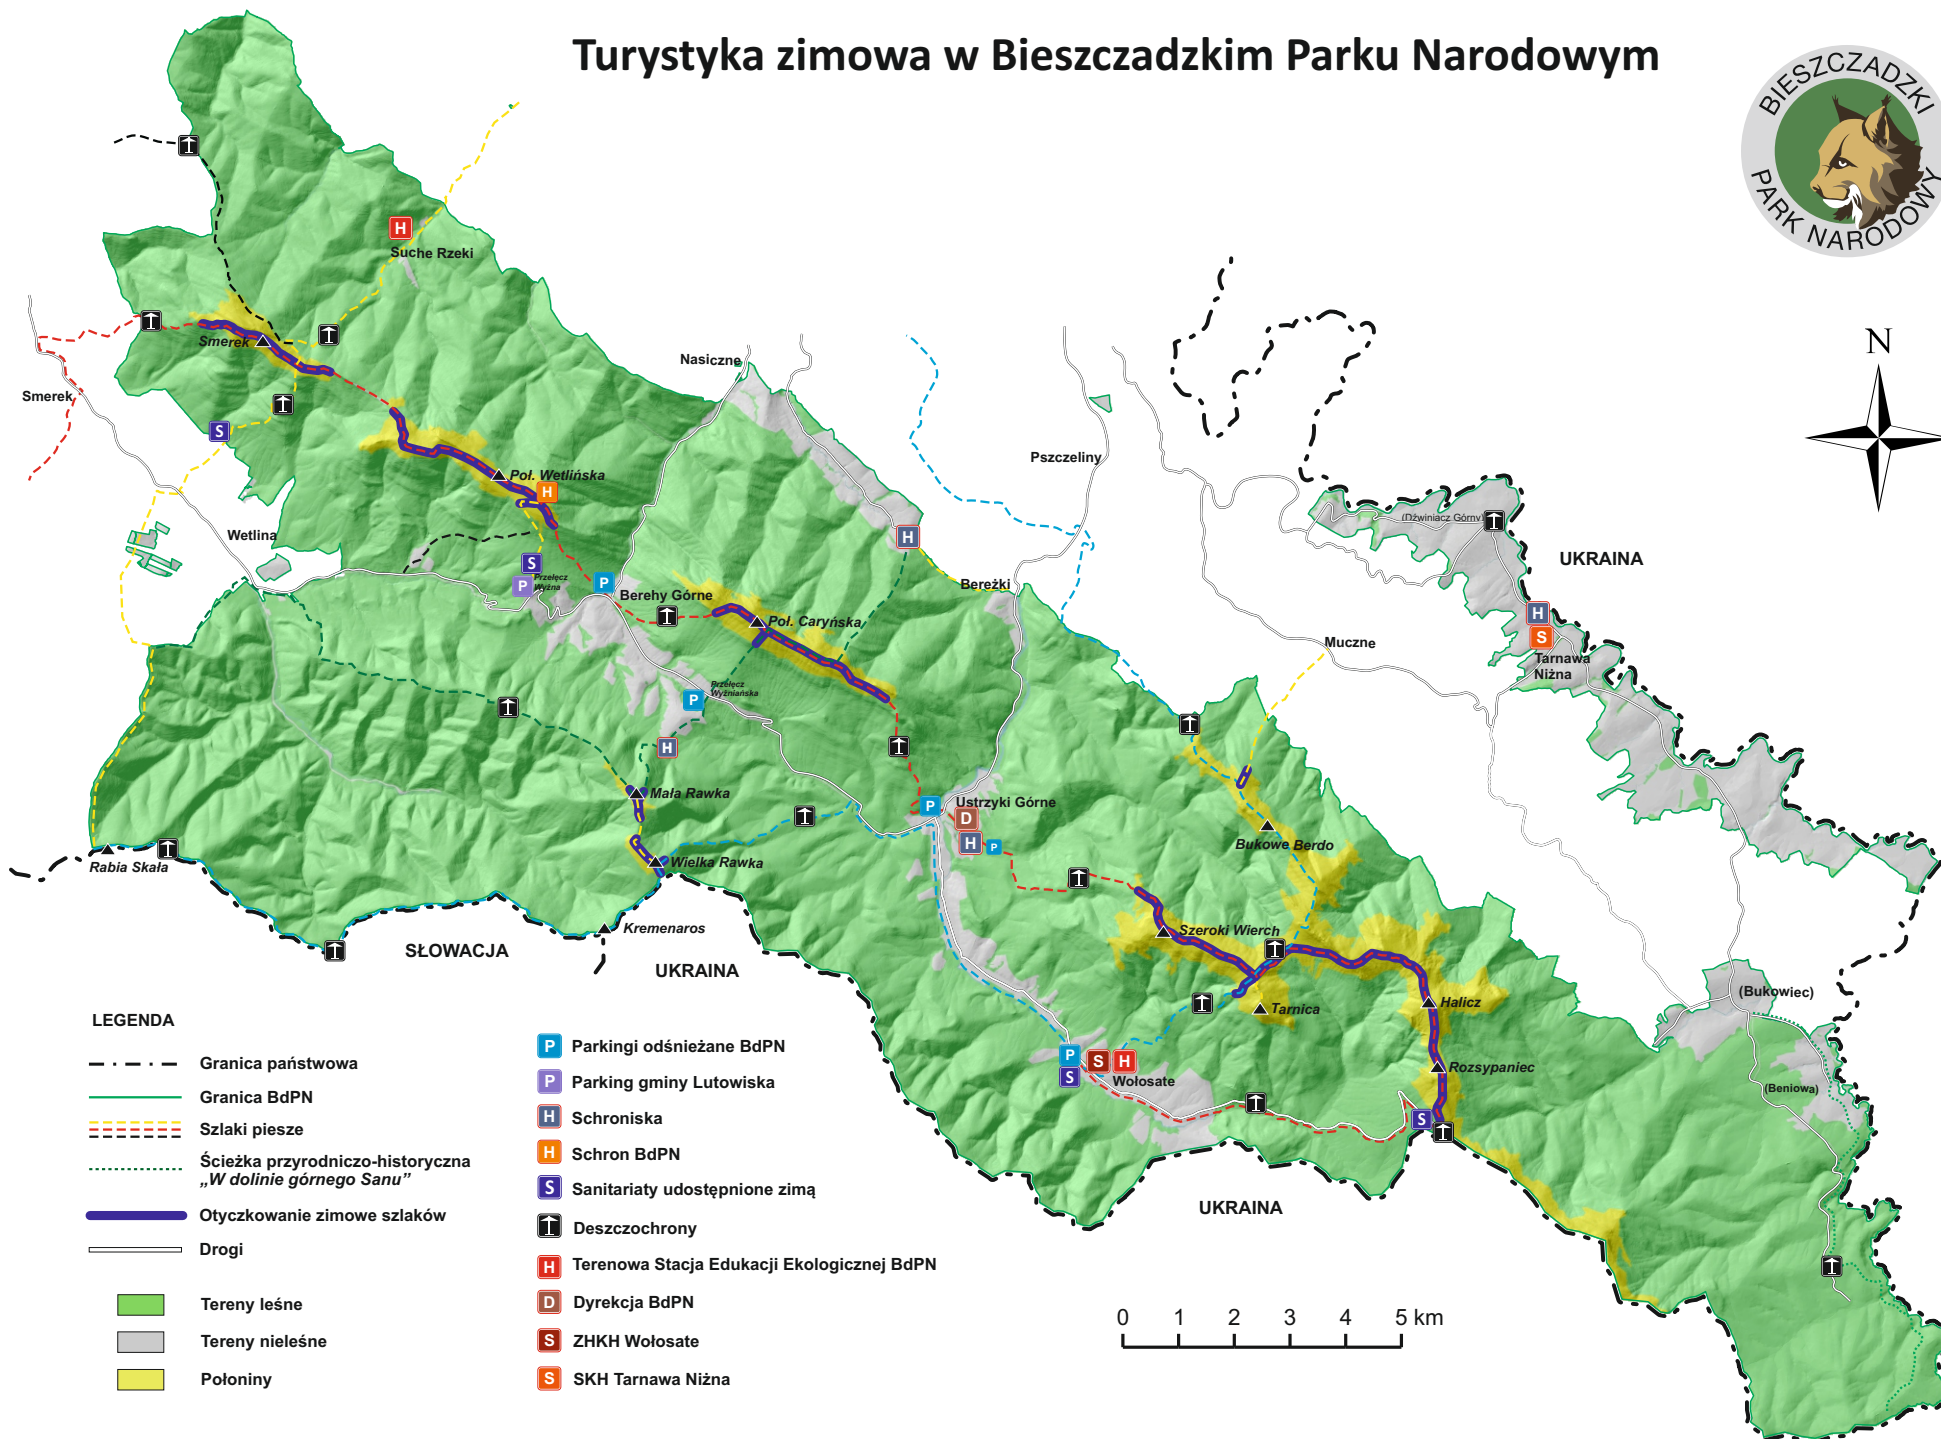 Turystyka zimowa w Bieszczadzkim Parku Narodowym
BIESZCZADZKI
PARK NARODOWY
N
H
Suche Rzeki
Smerek
Smerek
S
Nasiczne
Poł. Wetlińska
H
Pszczeliny
(Dźwiniacz Górny)
UKRAINA
Wetlina
S
P
Przełęcz
Wyżna
P
Berehy Górne
H
Bereżki
Poł. Caryńska
H
S
Tarnawa
Niżna
Muczne
Przełęcz
Wyżniańska
P
H
Mała Rawka
Wielka Rawka
P
Ustrzyki Górne
D
H
P
Bukowe Berdo
Rabia Skała
Kremenaros
SŁOWACJA
UKRAINA
Szeroki Wierch
Tarnica
Halicz
Rozsypaniec
(Bukowiec)
(Beniowa)
P
S
S
H
Wołosate
S
UKRAINA
LEGENDA
Granica państwowa
Granica BdPN
Szlaki piesze
Ścieżka przyrodniczo-historyczna
„W dolinie górnego Sanu”
Otyczkowanie zimowe szlaków
Drogi
Tereny leśne
Tereny nieleśne
Połoniny
P Parkingi odśnieżane BdPN
P Parking gminy Lutowiska
H Schroniska
H Schron BdPN
S Sanitariaty udostępnione zimą
Deszczochrony
H Terenowa Stacja Edukacji Ekologicznej BdPN
D Dyrekcja BdPN
S ZHKH Wołosate
S SKH Tarnawa Niżna
0 1 2 3 4 5 km